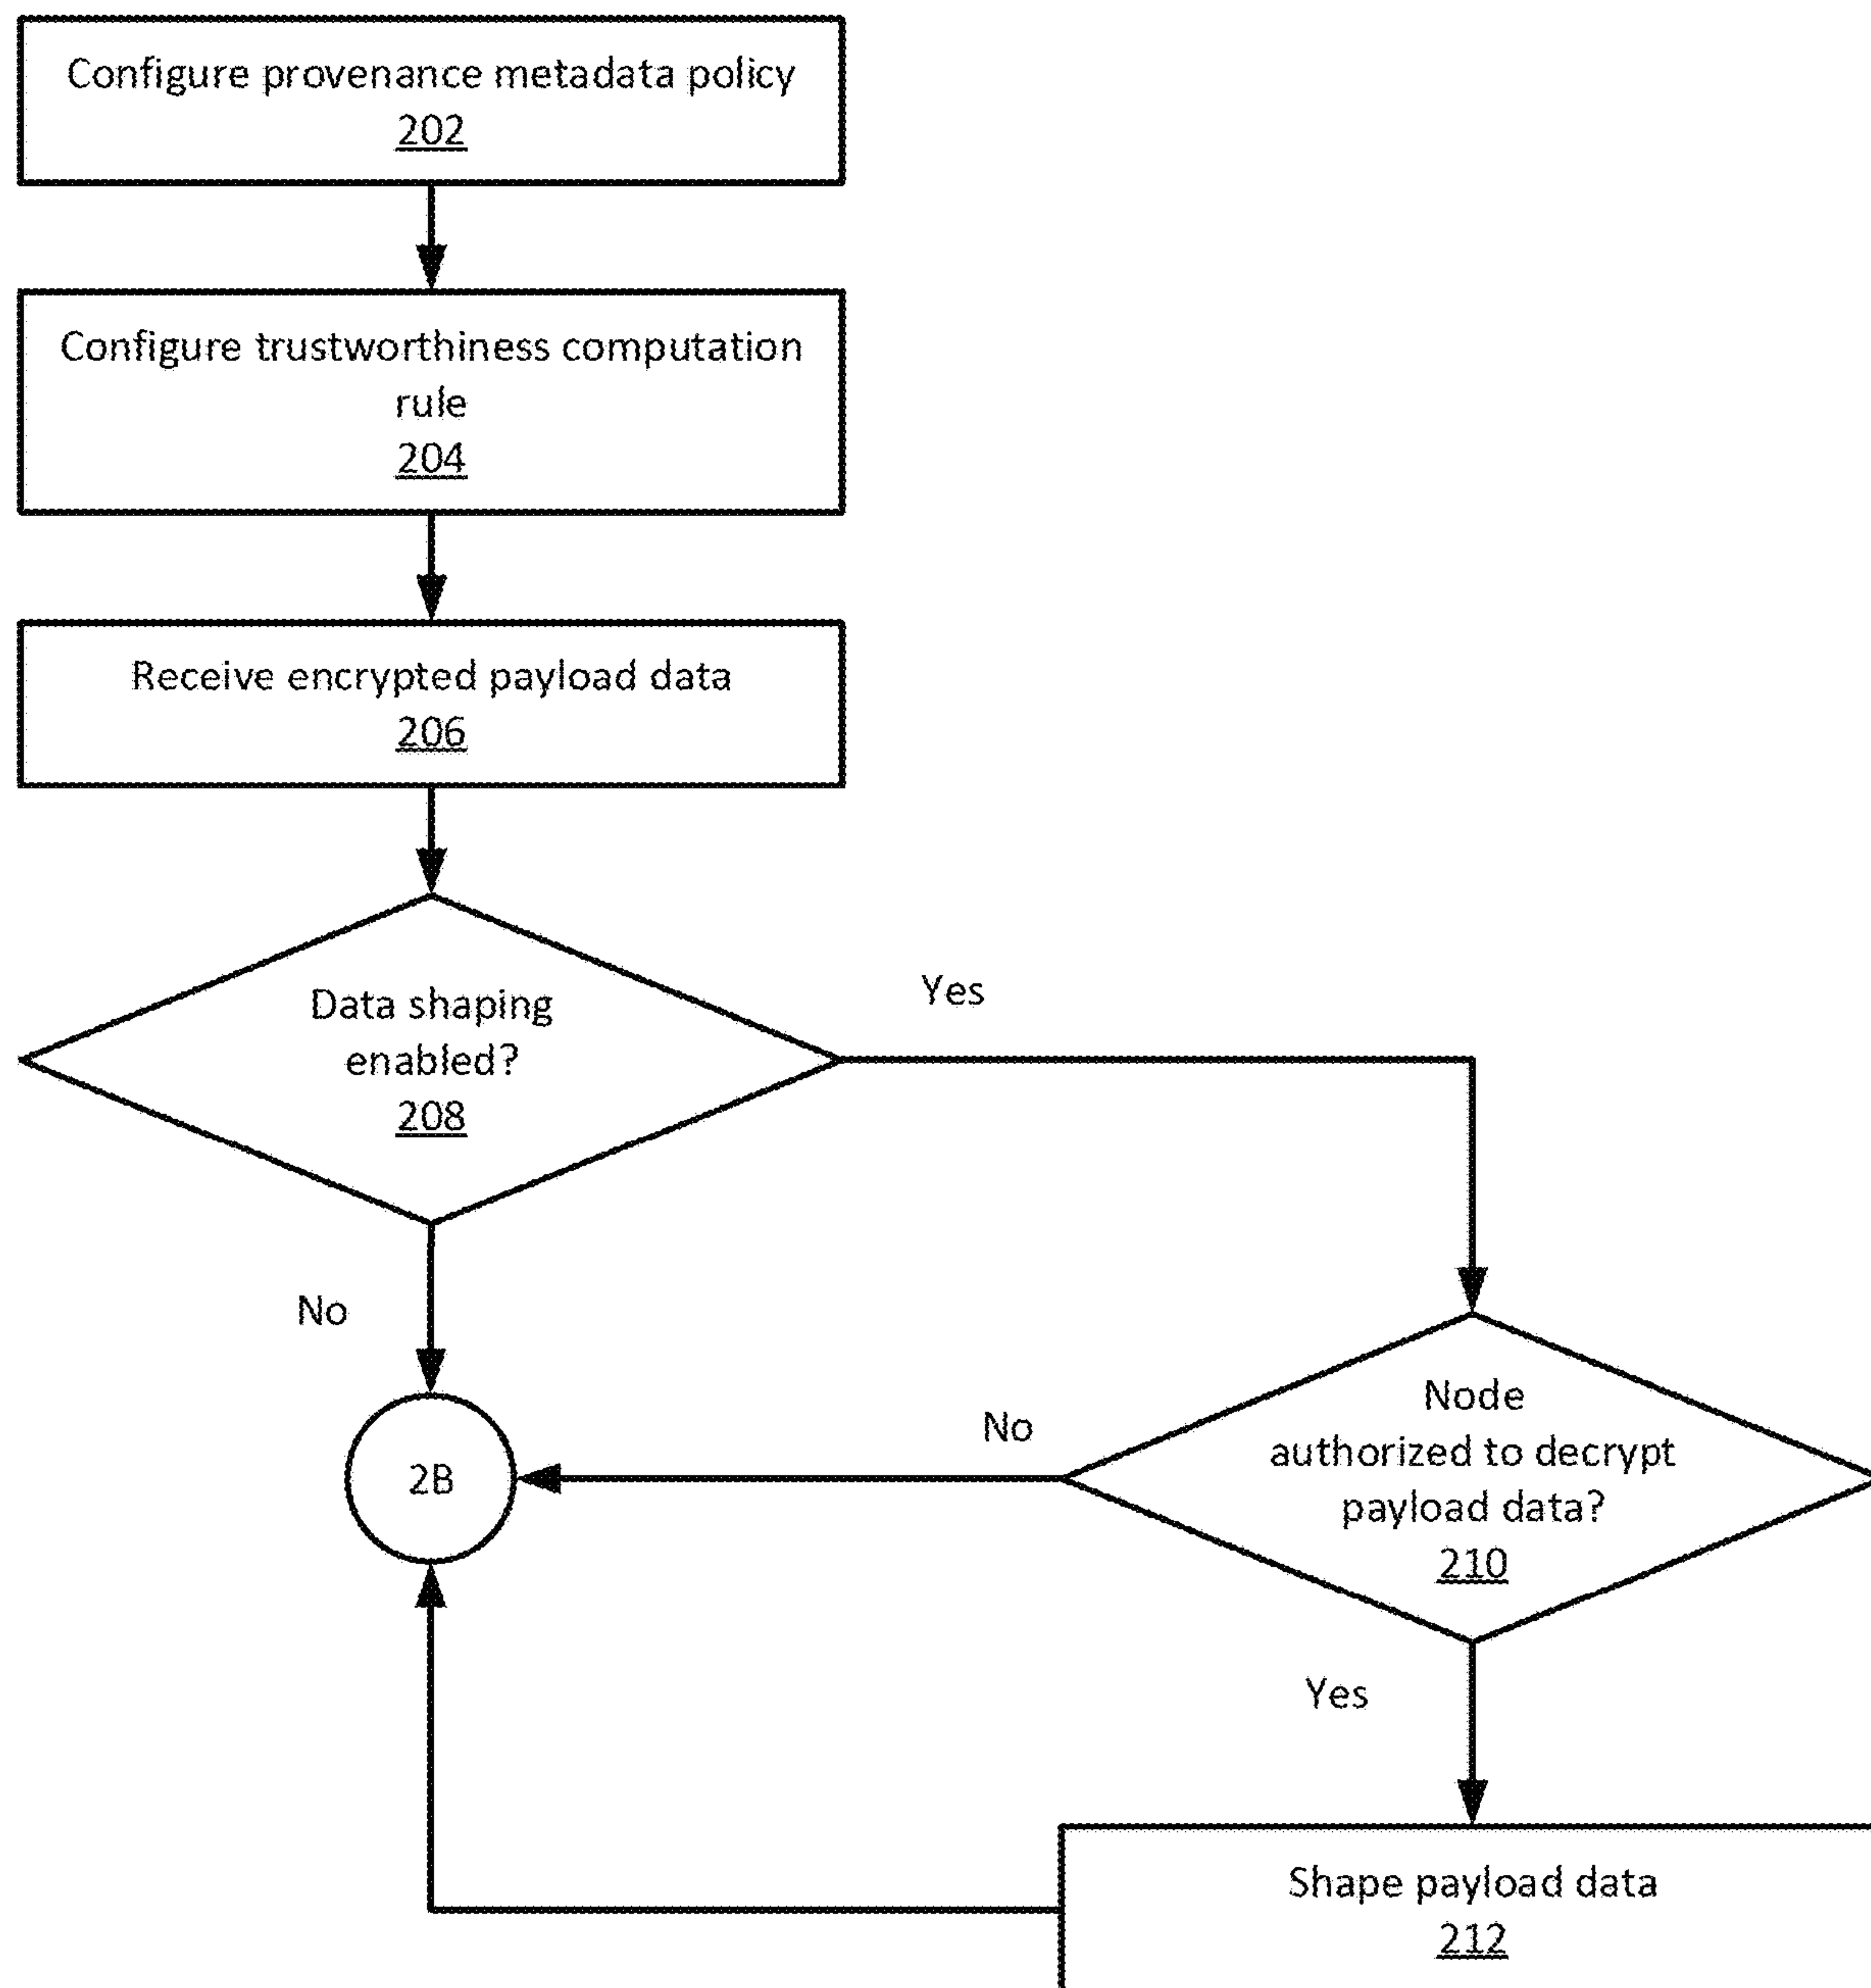 Configure provenance metadata policy
202
Configure trustworthiness computation
rule
204
Receive encrypted payload data
206
Data shaping
enabled?
208
Yes
No
2B
No
Node
authorized to decrypt
payload data?
210
Yes
Shape payload data
212